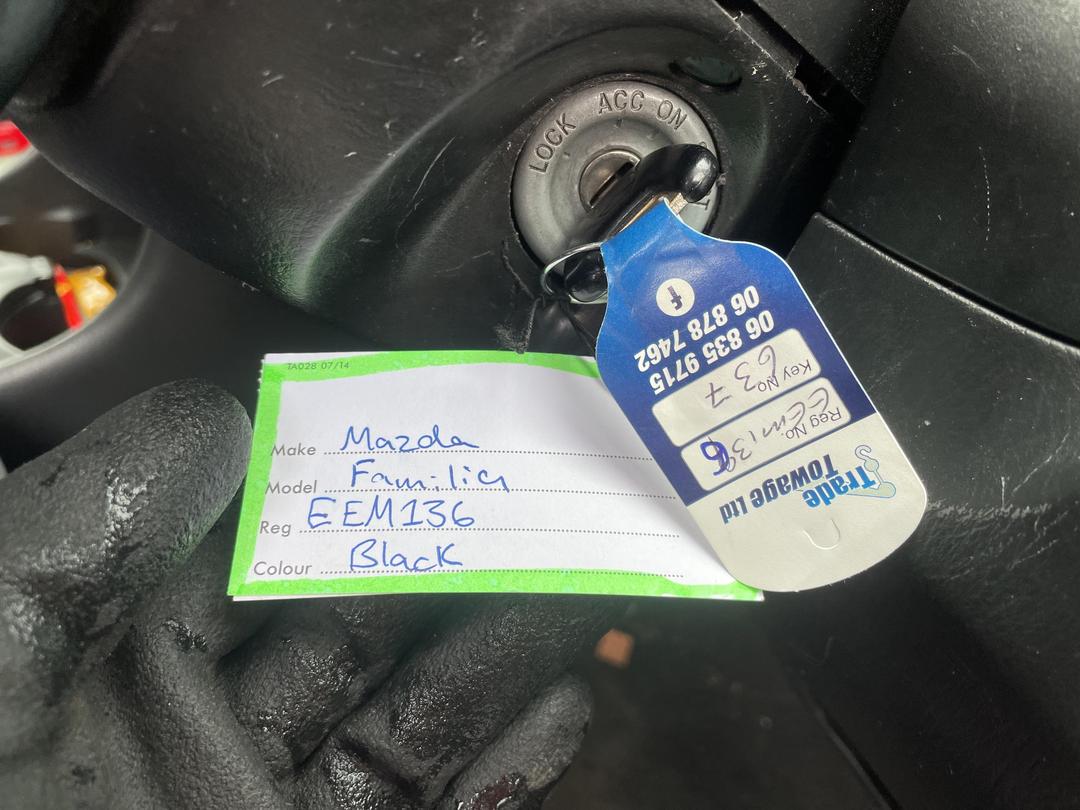 LOCK ACC ON
TA028 07/14
Make Mazda
Model Familia
Reg EEM136
Colour Black
Trade
Towage Ltd
Reg No. EEM136
Key No. 637
06 835 9715
06 878 7462
f